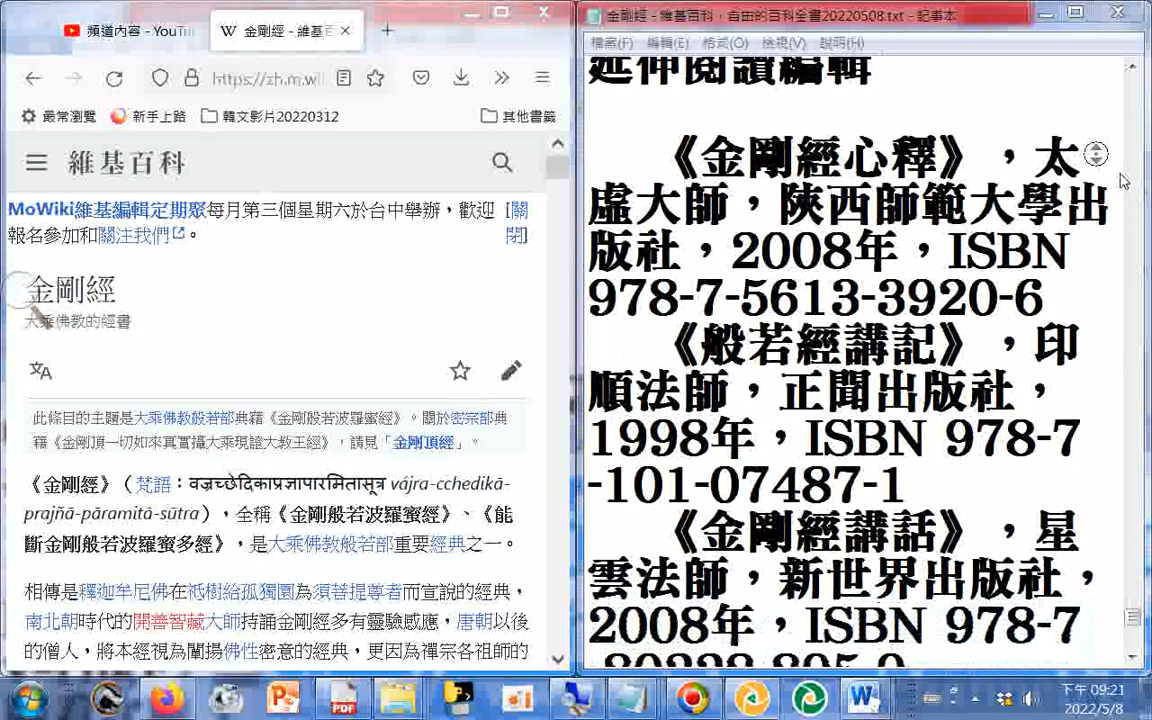 頻道內容 - YouTu
金剛經 - 維基百
https://zh.m.wi
最常瀏覽
新手上路
韓文影片20220312
其他書籤
維基百科
MoWiki維基編輯定期聚每月第三個星期六於台中舉辦,歡迎
報名參加和關注我們。
[關
閉]
金剛經
大乘佛教的經書
此條目的主題是大乘佛教般若部典籍《金剛般若波羅蜜經》。關於密宗部典
籍《金剛頂一切如來真實攝大乘現證大教王經》,請見「金剛頂經」。
《金剛經》(梵語:वज्रच्छेदिकाप्रज्ञापारमितासूत्र vájra-cchedikā-
prajñā-pāramitā-sūtra),全稱《金剛般若波羅蜜經》、《能
斷金剛般若波羅蜜多經》,是大乘佛教般若部重要經典之一。
相傳是釋迦牟尼佛在祇樹給孤獨園為須菩提尊者而宣說的經典,
南北朝時代的開善智藏大師持誦金剛經多有靈驗感應,唐朝以後
的僧人,將本經視為闡揚佛性密意的經典,更因為禪宗各祖師的
金剛經 - 維基百科,自由的百科全書20220508.txt - 記事本
檔案(F) 編輯(E) 格式(O) 檢視(V) 說明(H)
延伸閱讀編輯
《金剛經心釋》,太
虛大師,陝西師範大學出
版社,2008年,ISBN
978-7-5613-3920-6
《般若經講記》,印
順法師,正聞出版社,
1998年,ISBN 978-7
-101-07487-1
《金剛經講話》,星
雲法師,新世界出版社,
2008年,ISBN 978-7
-80228-805-0
下午 09:21
2022/5/8